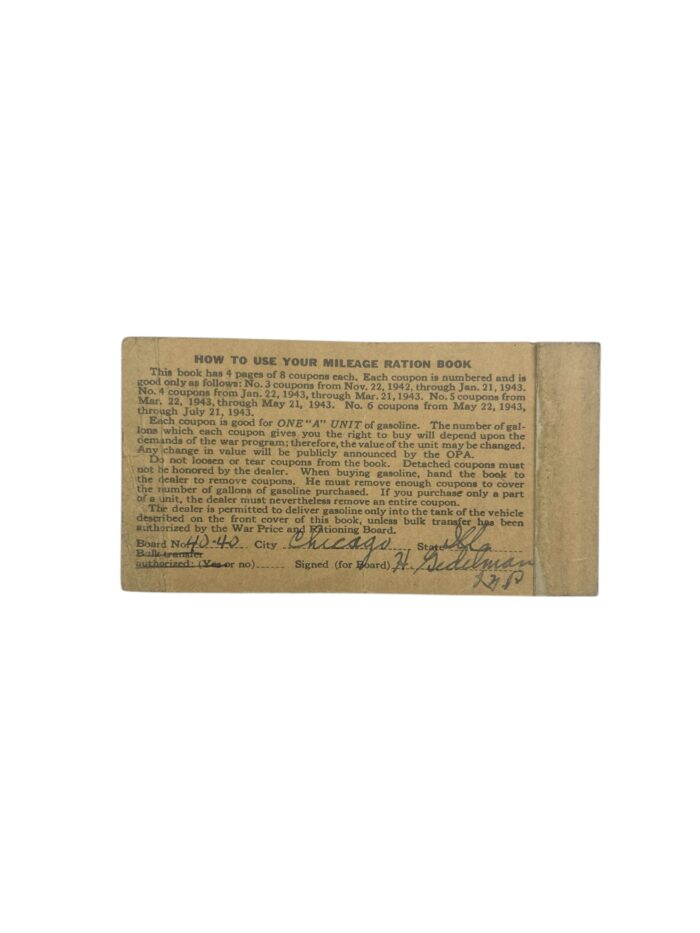 HOW TO USE YOUR MILEAGE RATION BOOK
This book has 4 pages of 8 coupons each. Each coupon is numbered and is
good only as follows: No. 3 coupons from Nov. 22, 1942, through Jan. 21, 1943.
No. 4 coupons from Jan. 22, 1943, through Mar. 21, 1943. No. 5 coupons from
Mar. 22, 1943, through May 21, 1943. No. 6 coupons from May 22, 1943,
through July 21, 1943.
Each coupon is good for ONE "A" UNIT of gasoline. The number of gal-
lons which each coupon gives you the right to buy will depend upon the
demands of the war program; therefore, the value of the unit may be changed.
Any change in value will be publicly announced by the OPA.
Do not loosen or tear coupons from the book. Detached coupons must
not be honored by the dealer. When buying gasoline, hand the book to
the dealer to remove coupons. He must remove enough coupons to cover
the number of gallons of gasoline purchased. If you purchase only a part
of a unit, the dealer must nevertheless remove an entire coupon.
The dealer is permitted to deliver gasoline only into the tank of the vehicle
described on the front cover of this book, unless bulk transfer has been
authorized by the War Price and Rationing Board.
Board No. 40-40 City Chicago State Ill
Bulk transfer
authorized: (Yes or no) Signed (for Board) H. Gedelman